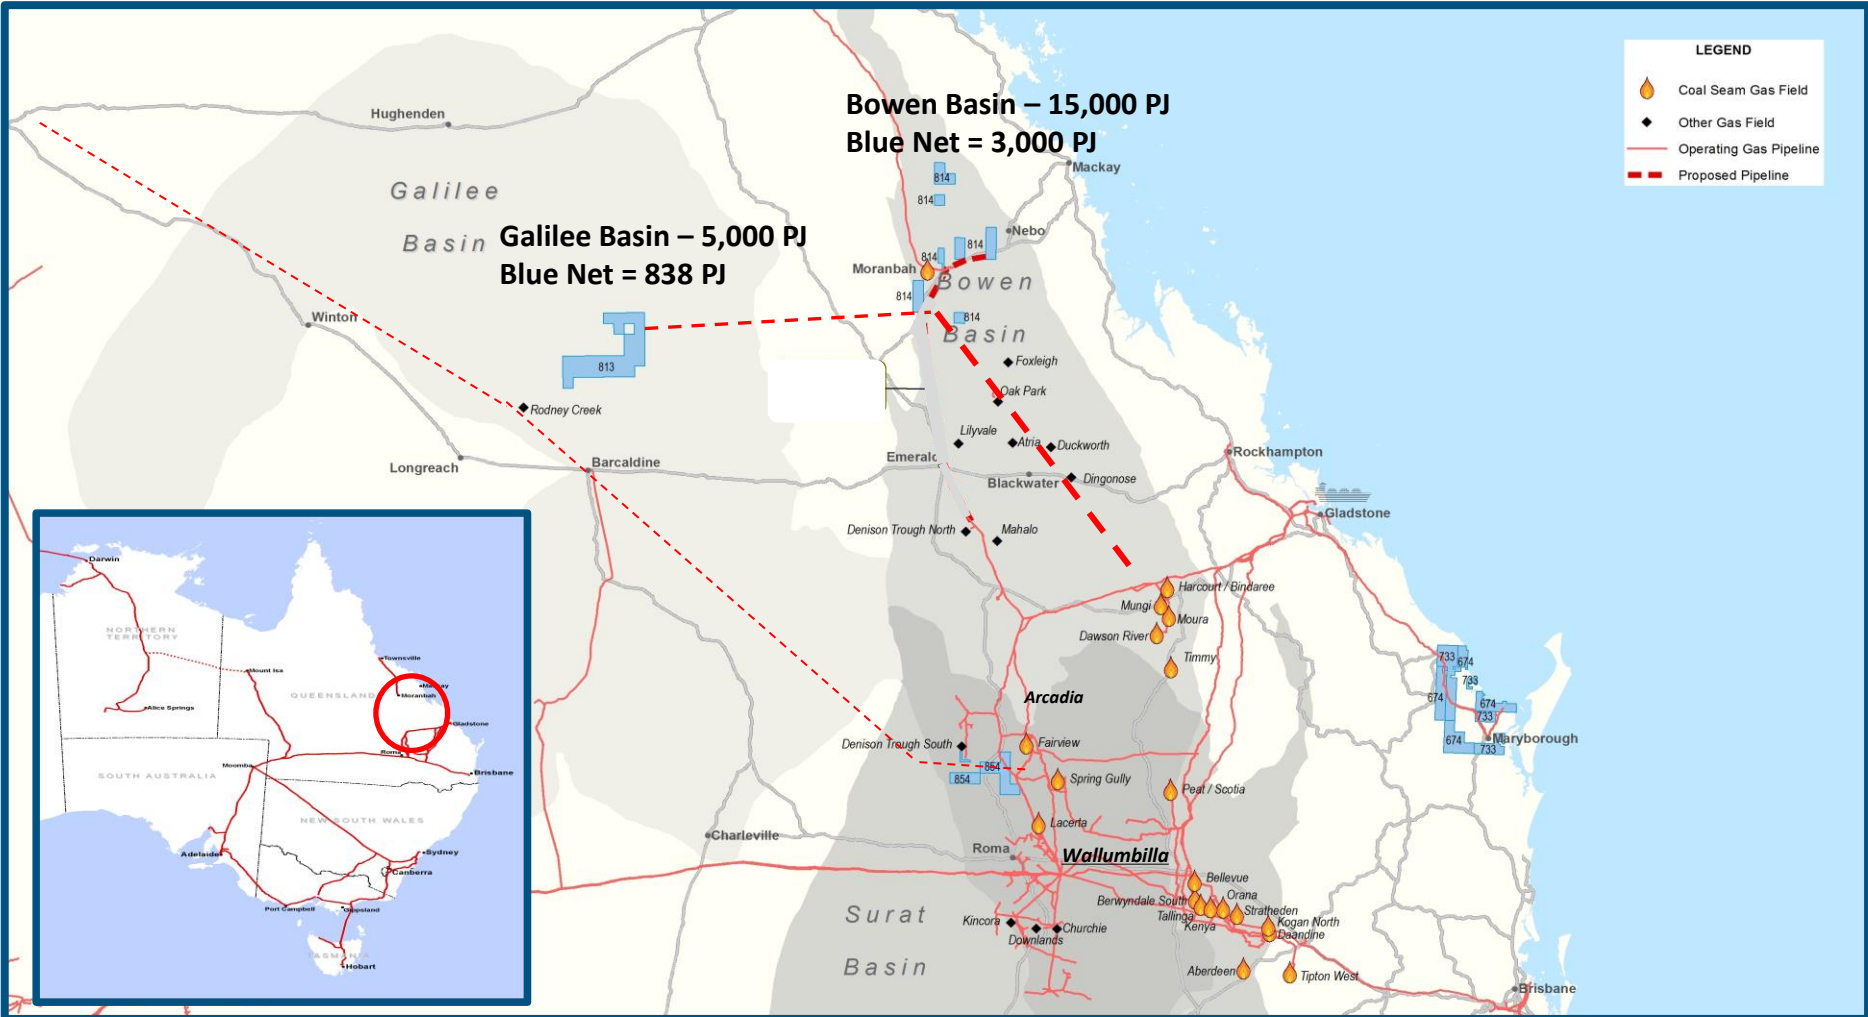 LEGEND
Coal Seam Gas Field
Other Gas Field
Operating Gas Pipeline
Proposed Pipeline
Bowen Basin – 15,000 PJ
Blue Net = 3,000 PJ
Hughenden
Mackay
814
Galilee
814
Basin
Galilee Basin – 5,000 PJ
Blue Net = 838 PJ
Nebo
814
814
Moranbah
Bowen
814
Winton
814
Basin
813
Foxleigh
Oak Park
Rodney Creek
Lilyvale
Atria
Duckworth
Rockhampton
Longreach
Barcaldine
Emeralc
Blackwater
Dingonose
Gladstone
Denison Trough North
Mahalo
Harcourt / Bindaree
Mungi
Moura
Dawson River
Timmy
733
674
733
674
674
733
674
733
Maryborough
Arcadia
Denison Trough South
Fairview
854
854
Spring Gully
Peat / Scotia
Lacerta
Charleville
Roma
Wallumbilla
Bellevue
Berwyndale South
Orana
Tallinga
Stratheden
Kenya
Kogan North
Daandine
Surat
Basin
Kincora
Churchie
Downlands
Aberdeen
Tipton West
Brisbane
Darwin
NORTHERN
TERRITORY
Townsville
Mount Isa
Mackay
QUEENSLAND
Moranbah
Alice Springs
Gladstone
Roma
Moomba
Brisbane
SOUTH AUSTRALIA
NEW SOUTH WALES
Adelaide
Sydney
Canberra
Port Campbell
Gippsland
TASMANIA
Hobart